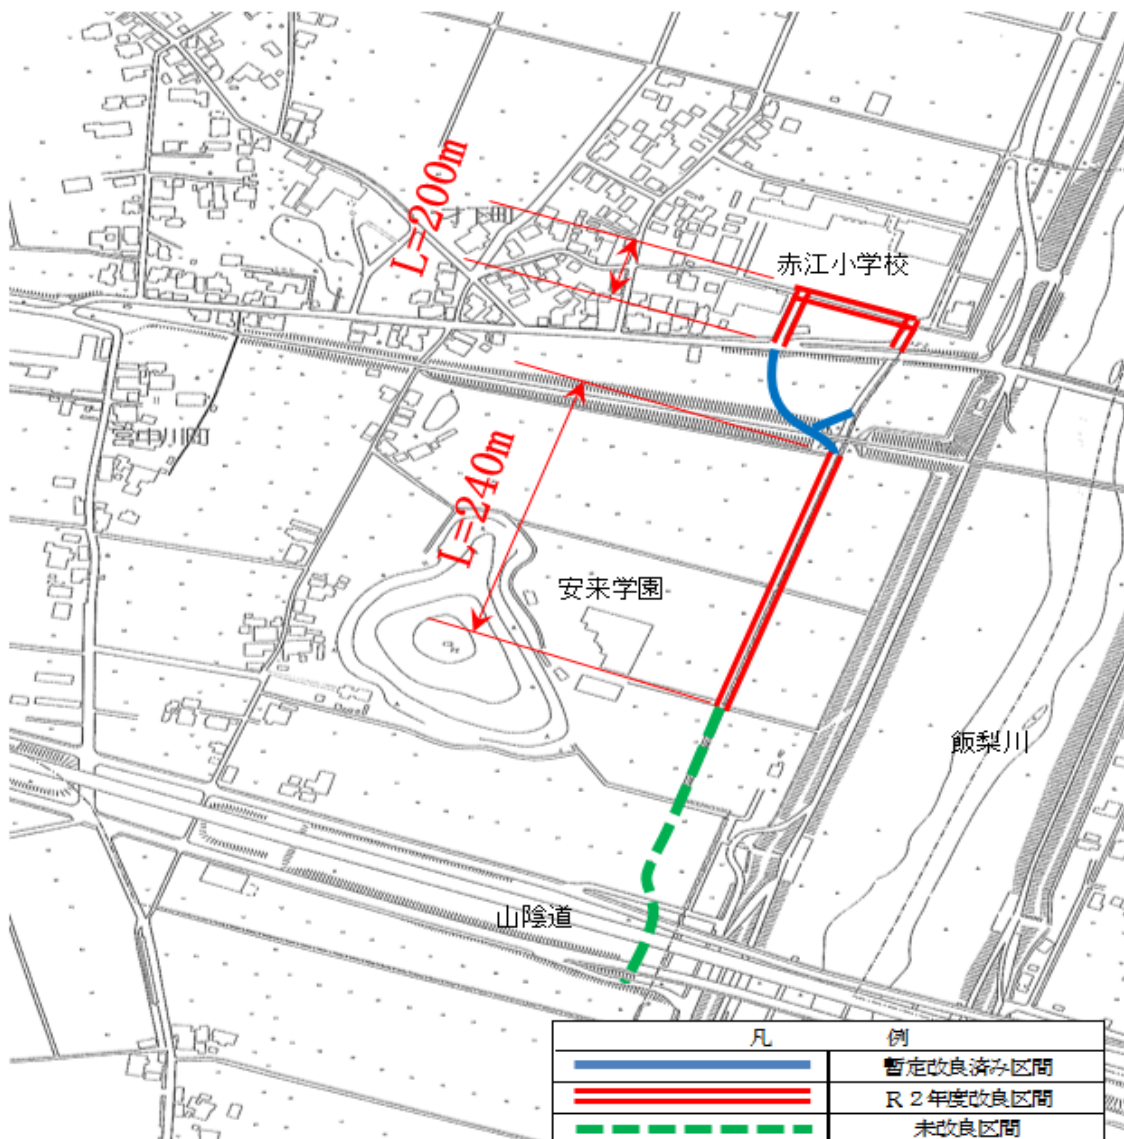 L=200m
才下町
赤江小学校
中川町
L=240m
安来学園
飯梨川
山陰道
凡 例
暫定改良済み区間
R2年度改良区間
未改良区間